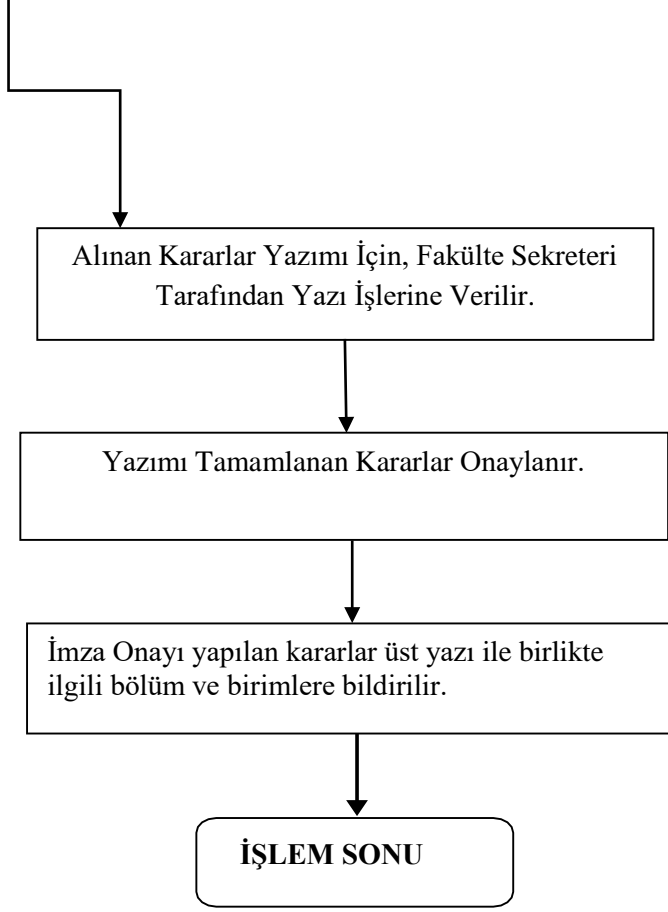 Alınan Kararlar Yazımı İçin, Fakülte Sekreteri
Tarafından Yazı İşlerine Verilir.
Yazımı Tamamlanan Kararlar Onaylanır.
İmza Onayı yapılan kararlar üst yazı ile birlikte
ilgili bölüm ve birimlere bildirilir.
İŞLEM SONU